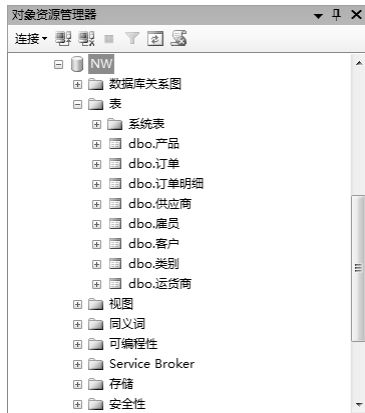 对象资源管理器
连接
NW
数据库关系图
表
系统表
dbo.产品
dbo.订单
dbo.订单明细
dbo.供应商
dbo.雇员
dbo.客户
dbo.类别
dbo.运货商
视图
同义词
可编程性
Service Broker
存储
安全性